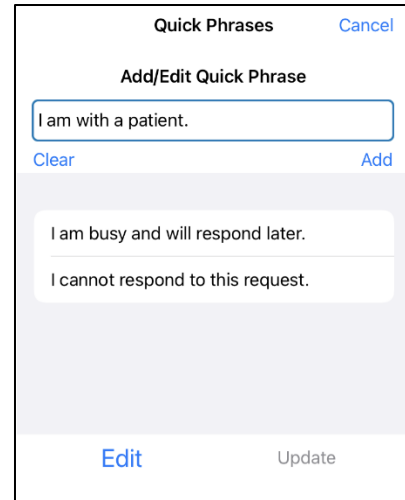 Quick Phrases Cancel
Add/Edit Quick Phrase
I am with a patient.
Clear Add
I am busy and will respond later.
I cannot respond to this request.
Edit Update